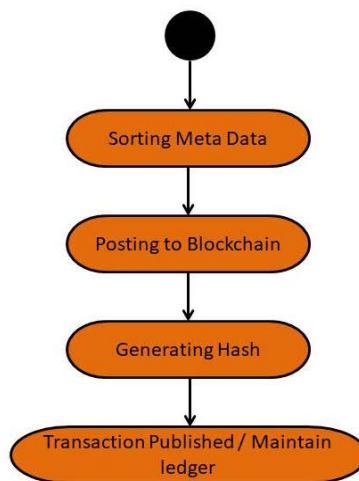 Sorting Meta Data
Posting to Blockchain
Generating Hash
Transaction Published / Maintain
ledger